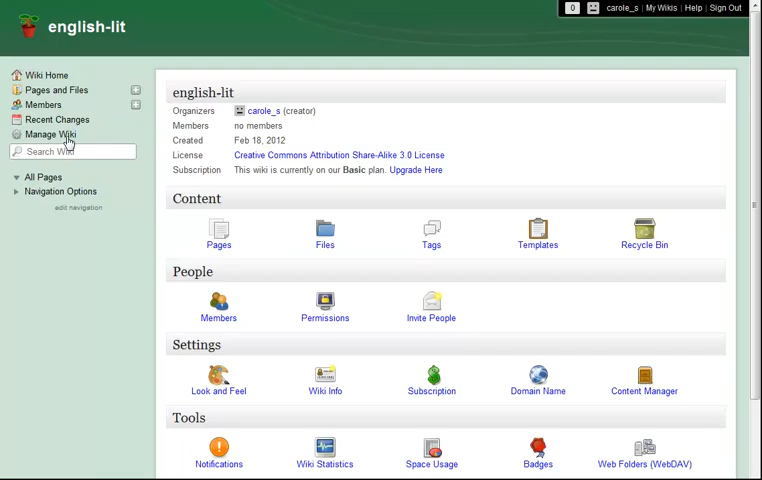 0 carole_s | My Wikis | Help | Sign Out
english-lit
Wiki Home
Pages and Files
Members
Recent Changes
Manage Wiki
Search Wiki
All Pages
Navigation Options
edit navigation
english-lit
Organizers carole_s (creator)
Members no members
Created Feb 18, 2012
License Creative Commons Attribution Share-Alike 3.0 License
Subscription This wiki is currently on our Basic plan. Upgrade Here
Content
Pages Files Tags Templates Recycle Bin
People
Members Permissions Invite People
Settings
Look and Feel Wiki Info Subscription Domain Name Content Manager
Tools
Notifications Wiki Statistics Space Usage Badges Web Folders (WebDAV)